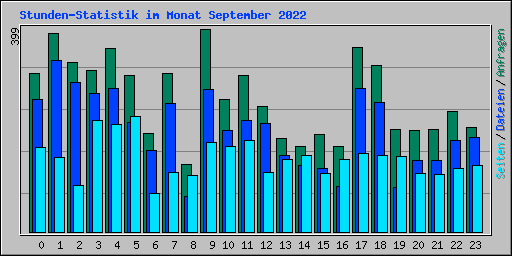 Stunden-Statistik im Monat September 2022
399
Seiten / Dateien / Anfragen
0 1 2 3 4 5 6 7 8 9 10 11 12 13 14 15 16 17 18 19 20 21 22 23